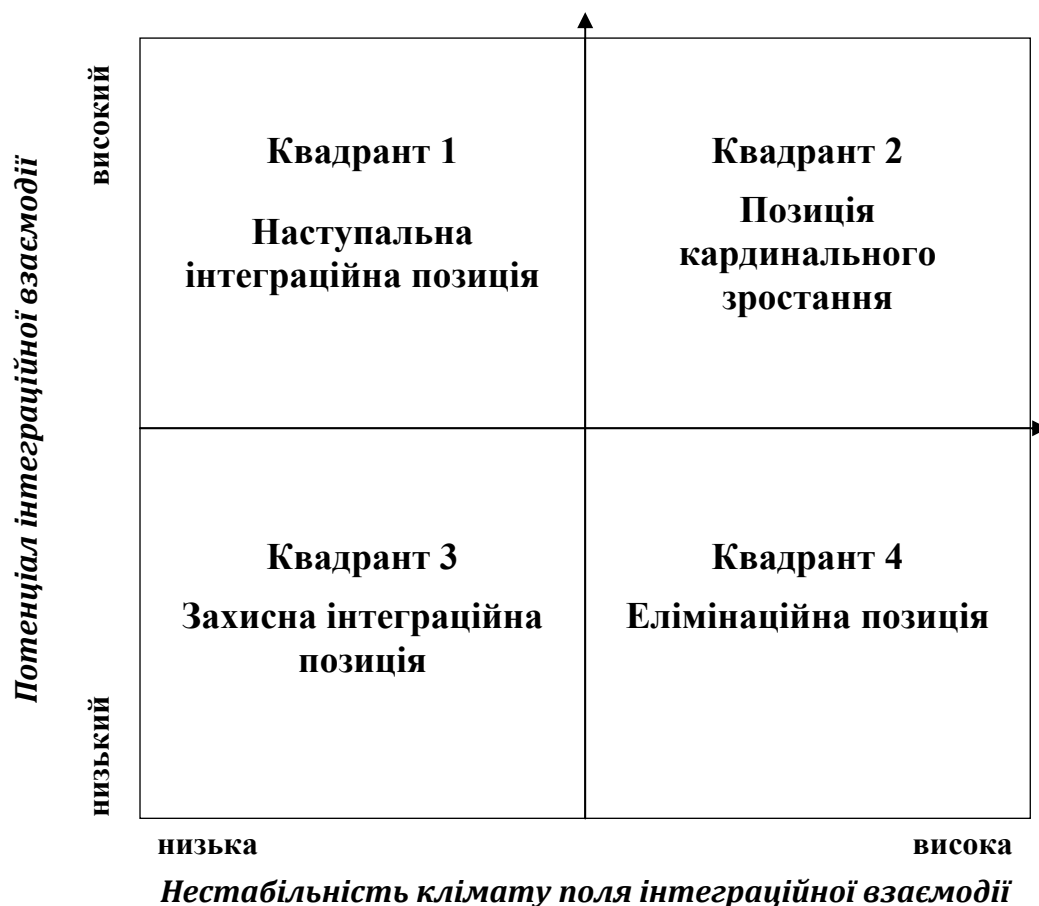 Потенціал інтеграційної взаємодії
високий
низький
Квадрант 1
Наступальна
інтеграційна позиція
Квадрант 2
Позиція
кардинального
зростання
Квадрант 3
Захисна інтеграційна
позиція
Квадрант 4
Елімінаційна позиція
низька
висока
Нестабільність клімату поля інтеграційної взаємодії